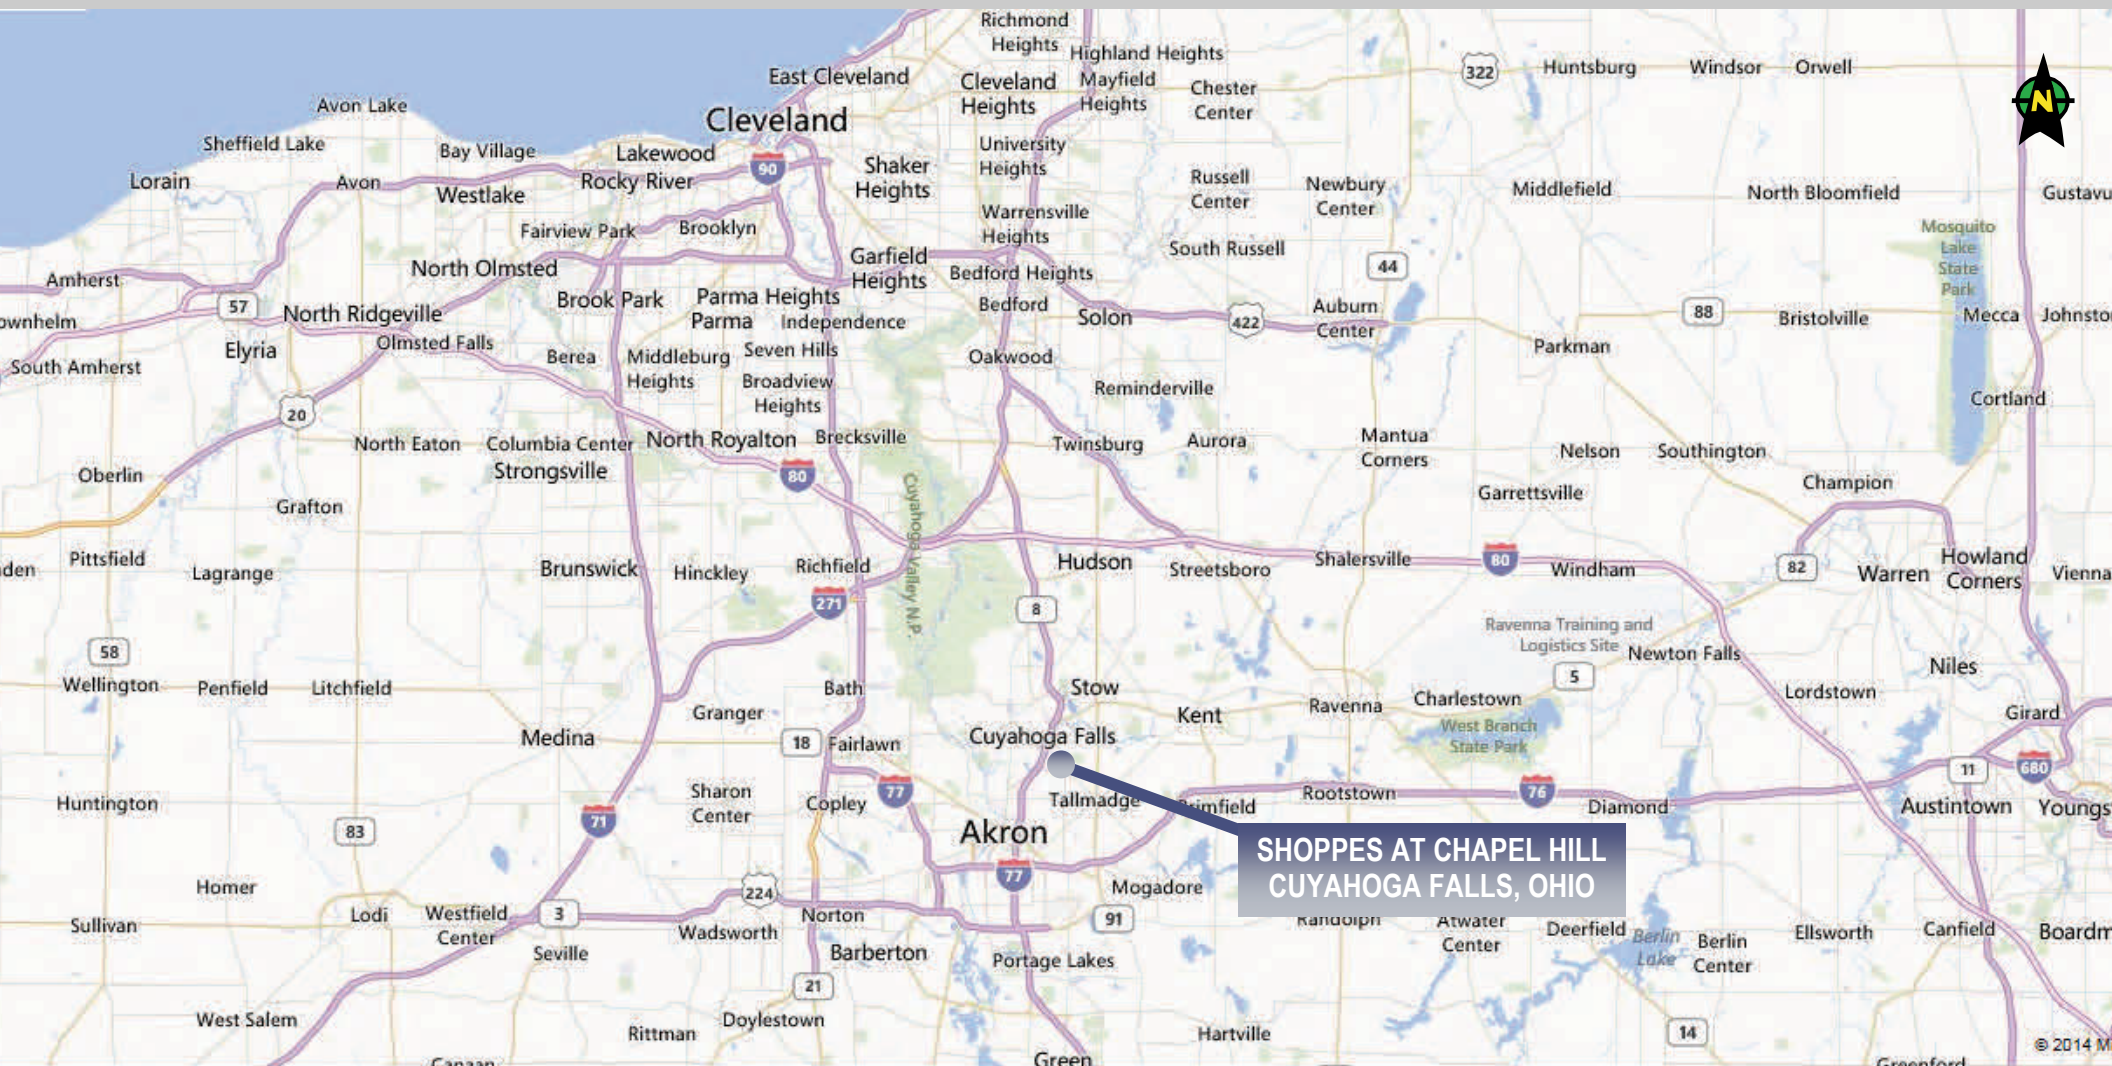 Richmond
Heights
Highland Heights
East Cleveland
Cleveland
Heights
Mayfield
Heights
Chester
Center
322
Huntsburg
Windsor
Orwell
N
Avon Lake
Cleveland
Sheffield Lake
Bay Village
Lakewood
University
Heights
90
Shaker
Heights
Lorain
Avon
Westlake
Rocky River
Russell
Center
Newbury
Center
Middlefield
North Bloomfield
Gustavu
Fairview Park
Brooklyn
Warrensville
Heights
South Russell
Mosquito
Lake
State
Park
Amherst
North Olmsted
Garfield
Heights
Bedford Heights
44
57
North Ridgeville
Brook Park
Parma Heights
Parma
Independence
Bedford
Solon
422
Auburn
Center
88
Bristolville
Mecca
Johnsto
ownhelm
Elyria
Olmsted Falls
Berea
Middleburg
Heights
Seven Hills
Oakwood
Parkman
South Amherst
Broadview
Heights
Reminderville
Cortland
20
North Eaton
Columbia Center
Strongsville
North Royalton
Brecksville
Twinsburg
Aurora
Mantua
Corners
Nelson
Southington
Oberlin
80
Garrettsville
Champion
Grafton
Cuyahoga Valley N.P.
Pittsfield
den
Lagrange
Brunswick
Hinckley
Richfield
Hudson
Streetsboro
Shalersville
80
Windham
82
Warren
Howland
Corners
Vienna
271
8
Ravenna Training and
Logistics Site
Newton Falls
58
Wellington
Penfield
Litchfield
Bath
Stow
5
Niles
Granger
Kent
Ravenna
Charlestown
Lordstown
Girard
Medina
18
Fairlawn
Cuyahoga Falls
West Branch
State Park
11
680
Huntington
Sharon
Center
Copley
77
Tallmadge
Brimfield
Rootstown
76
Diamond
Austintown
Youngs
83
71
Akron
SHOPPES AT CHAPEL HILL
CUYAHOGA FALLS, OHIO
77
Homer
224
Mogadore
Lodi
Westfield
Center
3
Norton
91
Randolph
Atwater
Center
Deerfield
Berlin
Lake
Berlin
Center
Ellsworth
Canfield
Boardm
Sullivan
Seville
Wadsworth
Barberton
Portage Lakes
21
West Salem
Rittman
Doylestown
Hartville
14
Green
© 2014 M
Canaan
Greenford